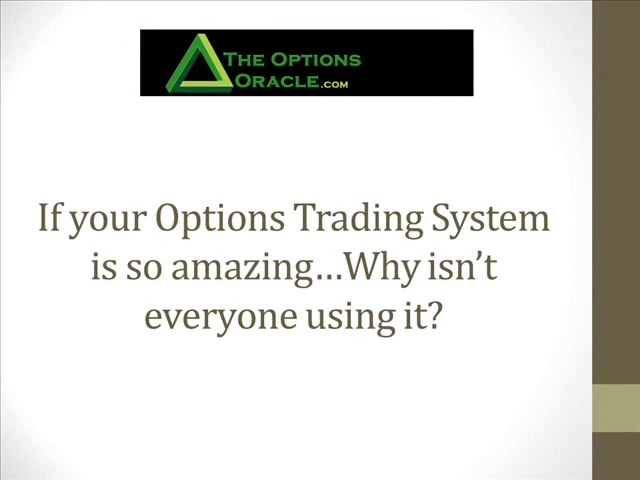 The Options
Oracle.com
If your Options Trading System
is so amazing...Why isn't
everyone using it?